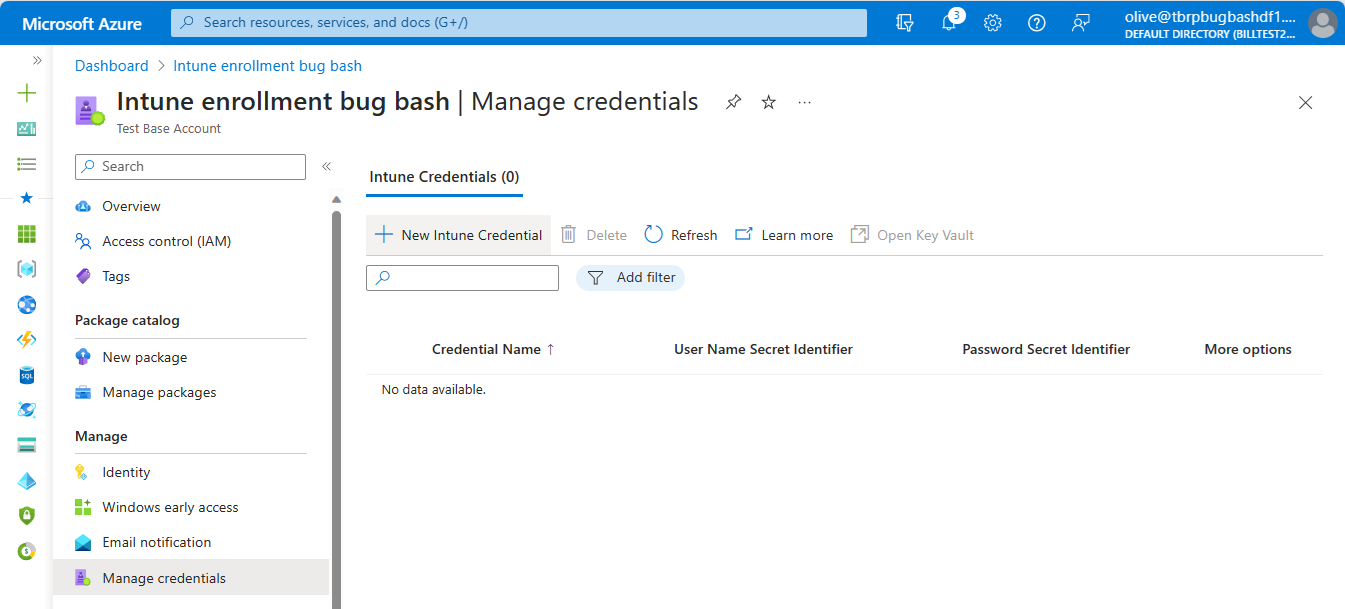 Microsoft Azure
Search resources, services, and docs (G+/)
3
olive@tbrpbugbashdf1....
DEFAULT DIRECTORY (BILLTEST2...
Dashboard > Intune enrollment bug bash
Intune enrollment bug bash | Manage credentials
Test Base Account
Search
Overview
Access control (IAM)
Tags
Package catalog
New package
Manage packages
Manage
Identity
Windows early access
Email notification
Manage credentials
Intune Credentials (0)
New Intune Credential Delete Refresh Learn more Open Key Vault
Add filter
Credential Name ↑ User Name Secret Identifier Password Secret Identifier More options
No data available.
SQL